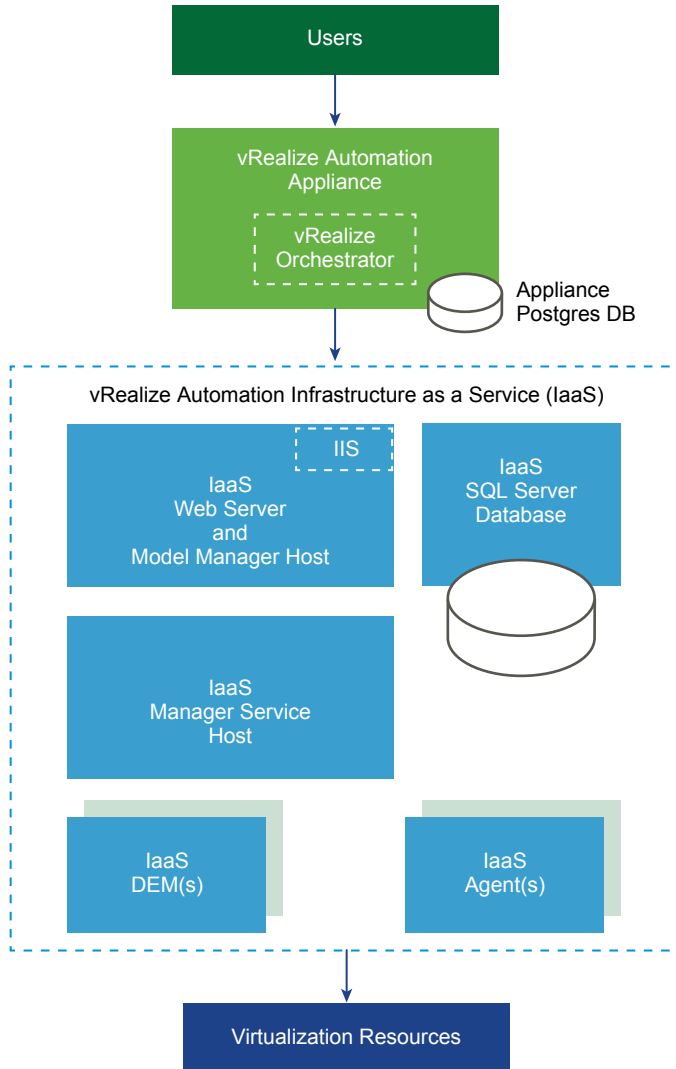 Users
vRealize Automation
Appliance
vRealize
Orchestrator
Appliance
Postgres DB
vRealize Automation Infrastructure as a Service (IaaS)
IIS
IaaS
Web Server
and
Model Manager Host
IaaS
SQL Server
Database
IaaS
Manager Service
Host
IaaS
DEM(s)
IaaS
Agent(s)
Virtualization Resources